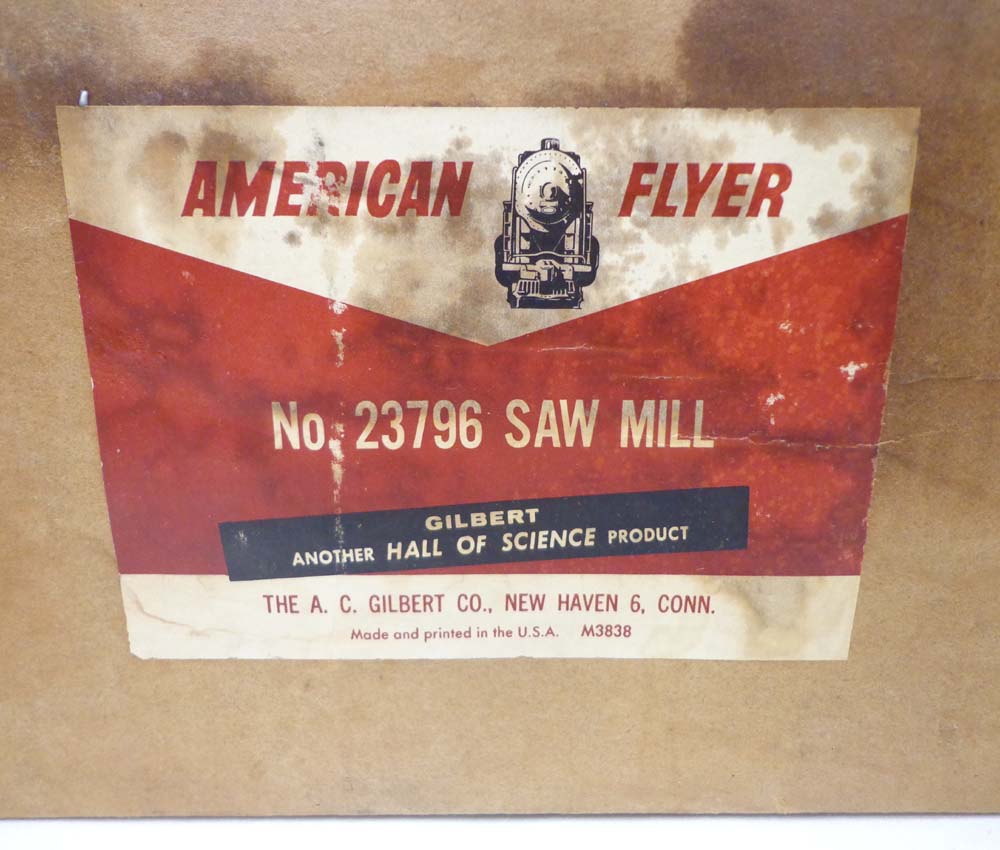 AMERICAN FLYER
No. 23796 SAW MILL
GILBERT
ANOTHER HALL OF SCIENCE PRODUCT
THE A. C. GILBERT CO., NEW HAVEN 6, CONN.
Made and printed in the U.S.A. M3838